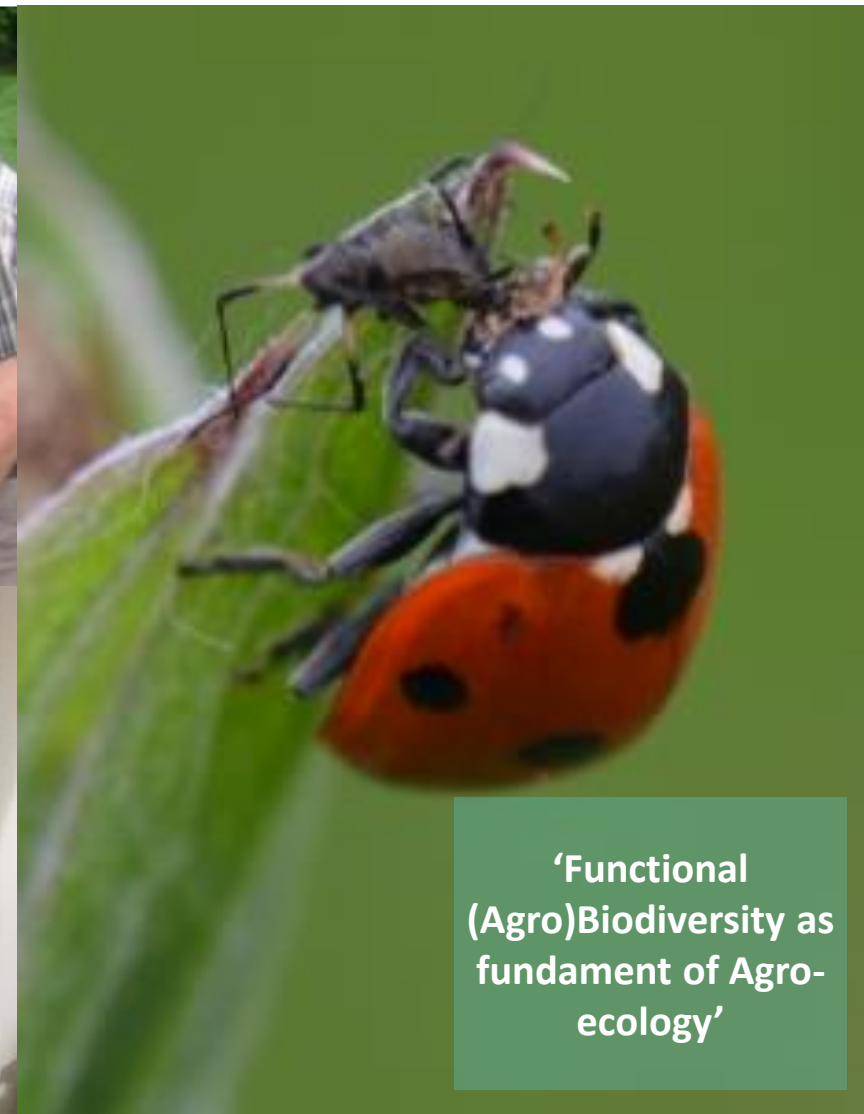 ‘Functional
(Agro)Biodiversity as
fundament of Agro-
ecology’